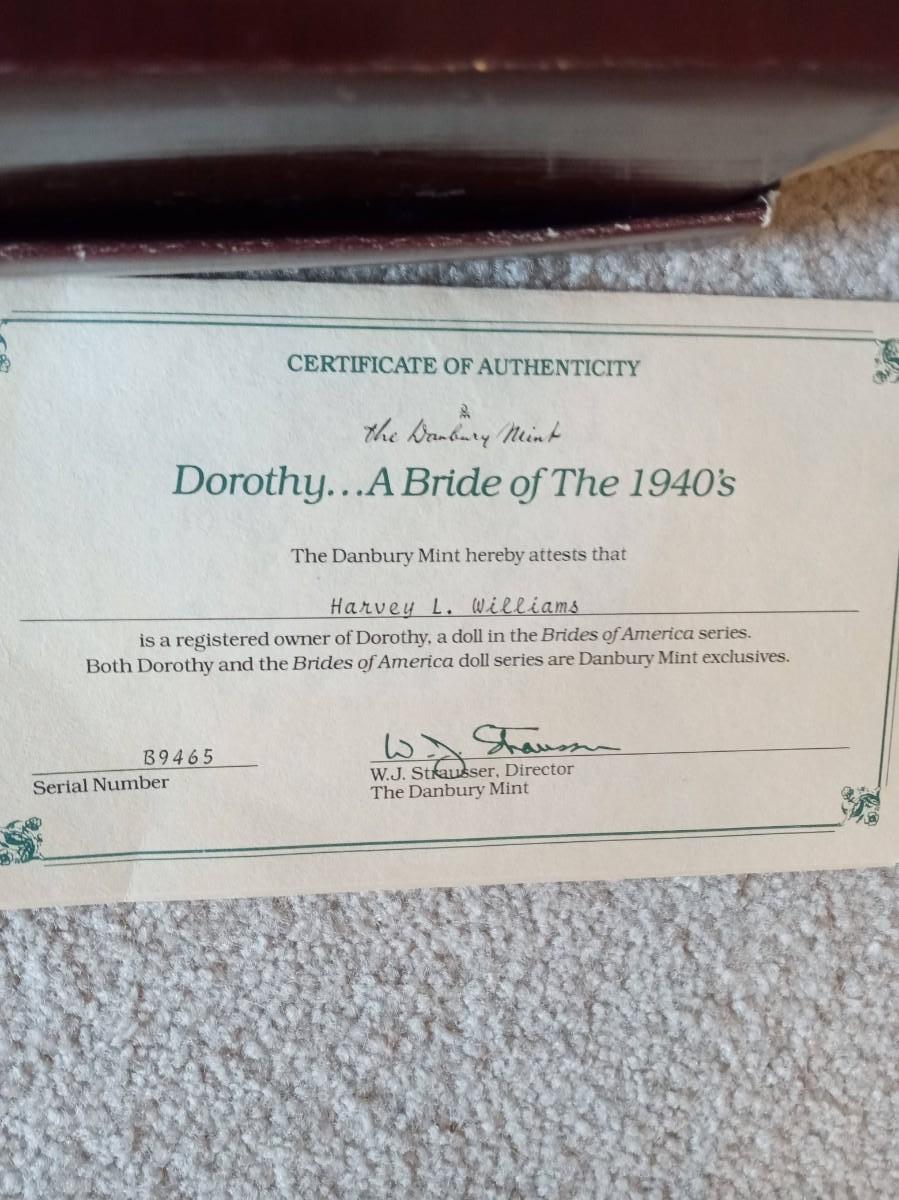 CERTIFICATE OF AUTHENTICITY
The Danbury Mint
Dorothy...A Bride of The 1940's
The Danbury Mint hereby attests that
Harvey L. Williams
is a registered owner of Dorothy, a doll in the Brides of America series.
Both Dorothy and the Brides of America doll series are Danbury Mint exclusives.
B9465
Serial Number
W.J. Strausser
W.J. Strausser, Director
The Danbury Mint